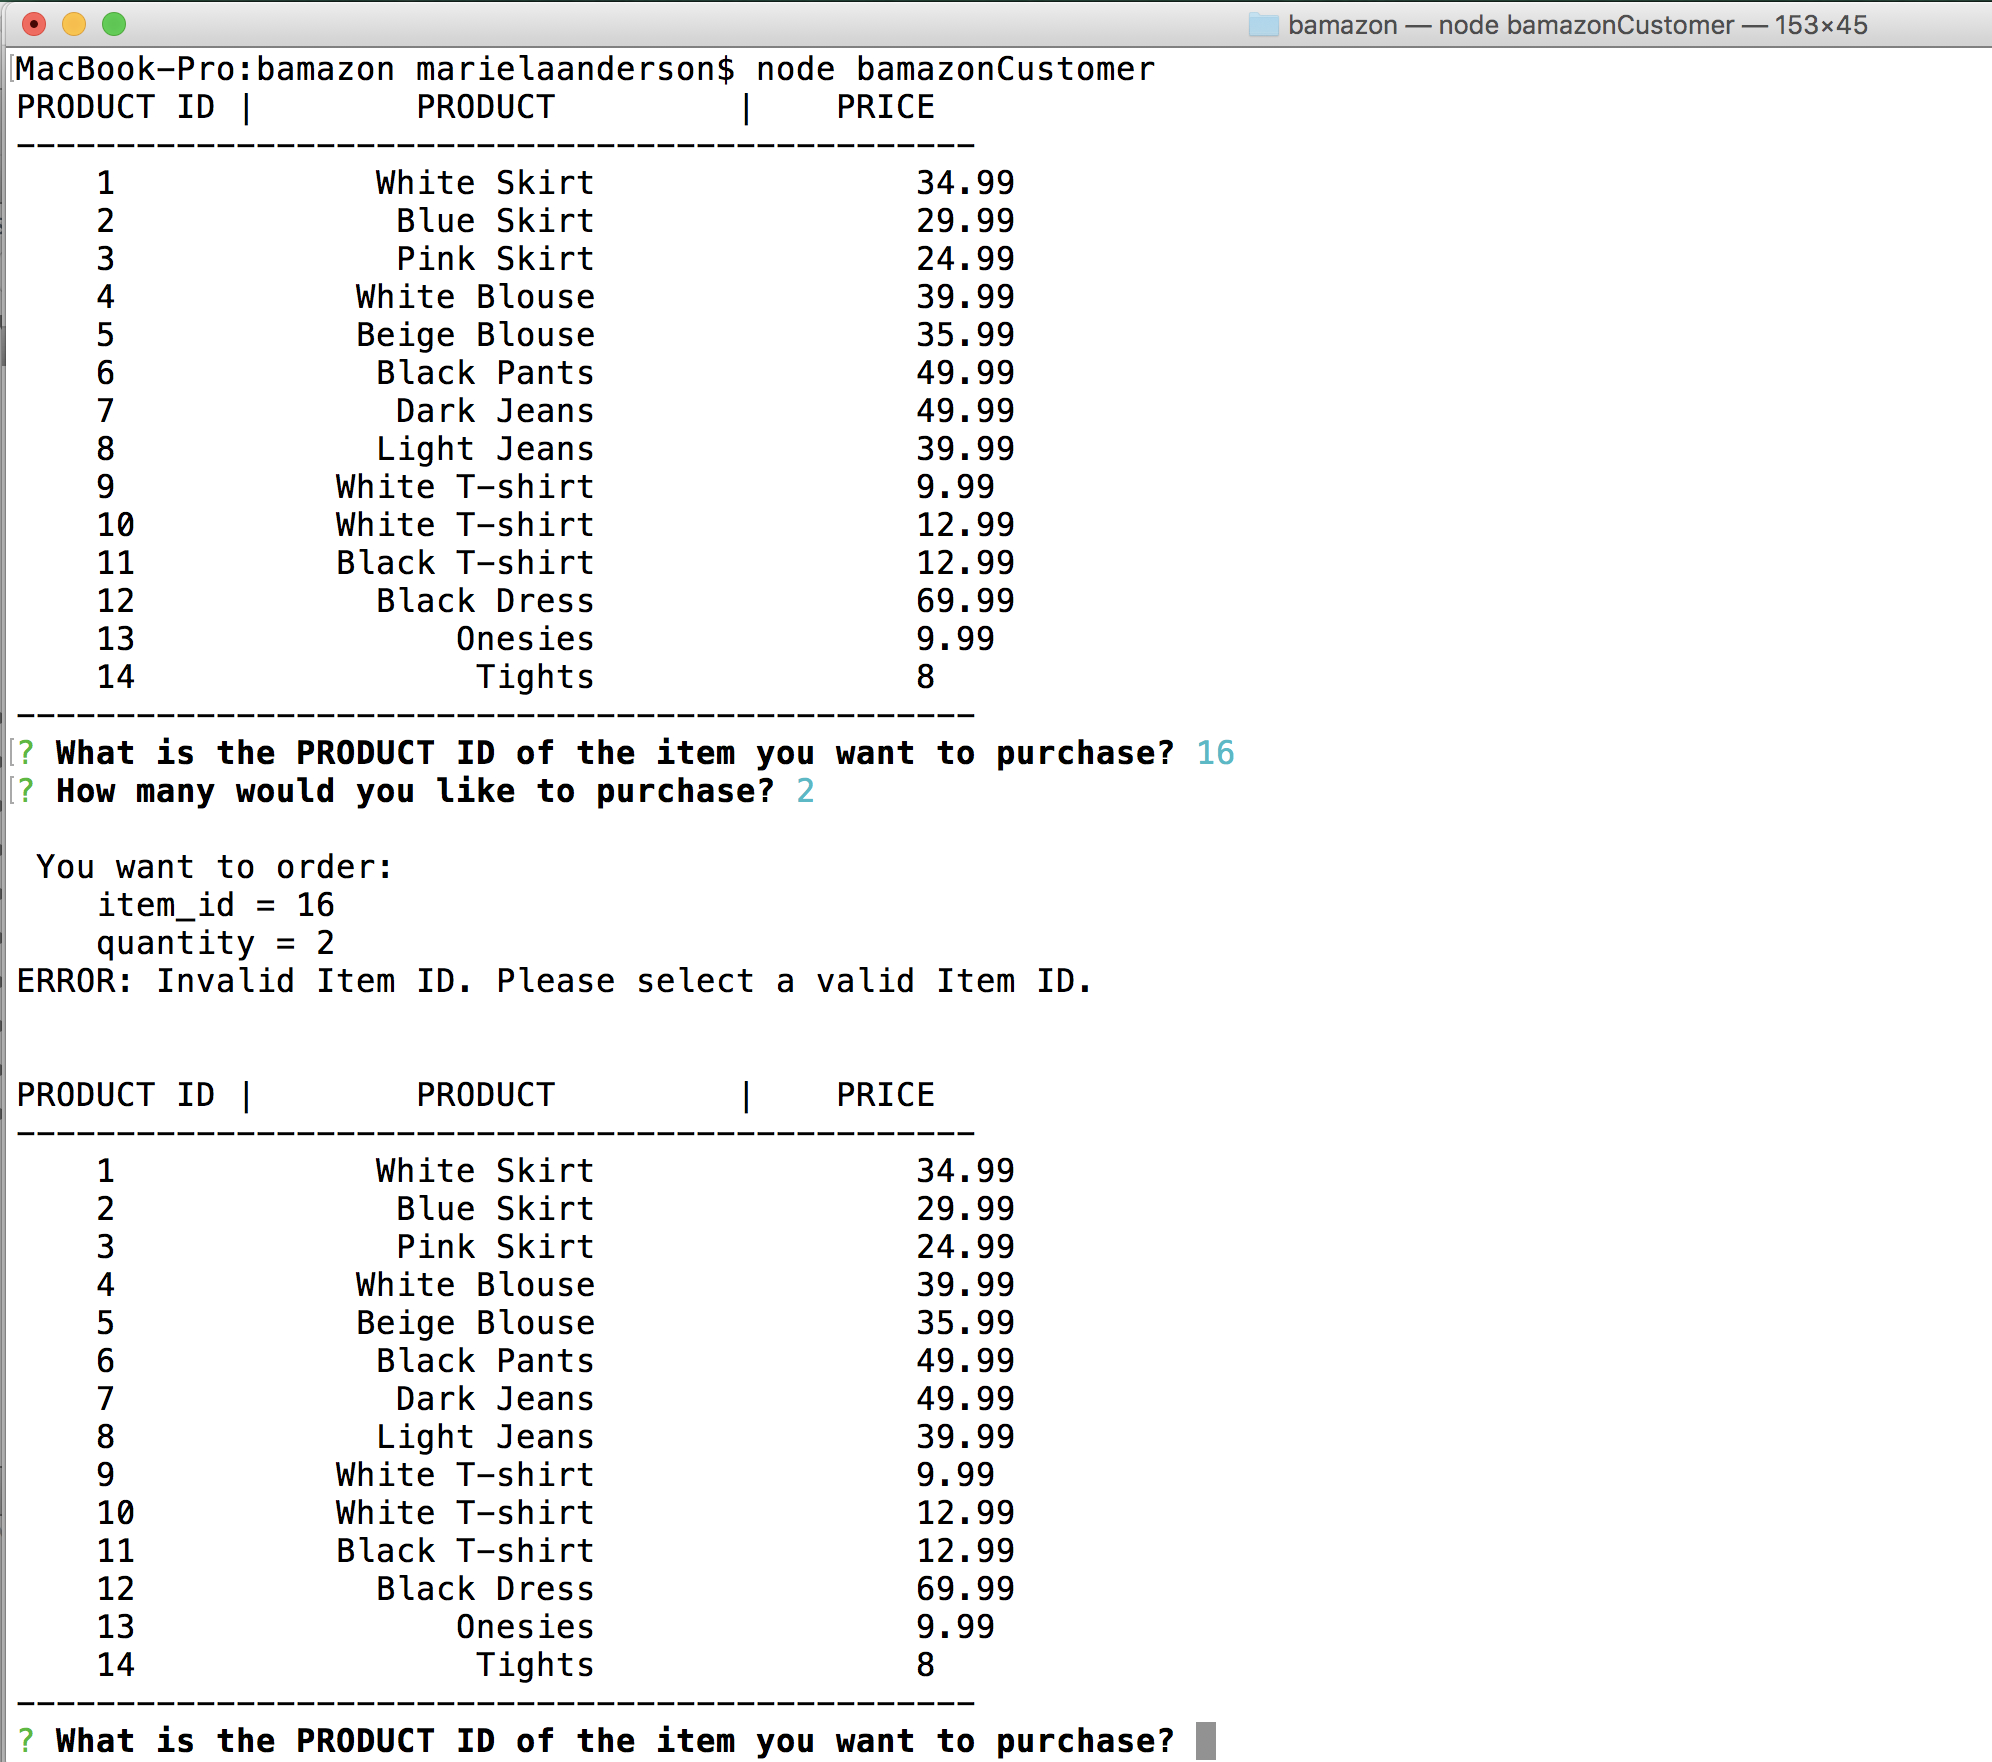 bamazon — node bamazonCustomer — 153×45
MacBook-Pro:bamazon marielaanderson$ node bamazonCustomer
PRODUCT ID |        PRODUCT         |    PRICE
------------------------------------------------
    1             White Skirt                34.99
    2              Blue Skirt                29.99
    3              Pink Skirt                24.99
    4            White Blouse                39.99
    5            Beige Blouse                35.99
    6             Black Pants                49.99
    7              Dark Jeans                49.99
    8             Light Jeans                39.99
    9           White T-shirt                9.99
    10          White T-shirt                12.99
    11          Black T-shirt                12.99
    12            Black Dress                69.99
    13                Onesies                9.99
    14                 Tights                8
------------------------------------------------
? What is the PRODUCT ID of the item you want to purchase? 16
? How many would you like to purchase? 2
 You want to order:
    item_id = 16
    quantity = 2
ERROR: Invalid Item ID. Please select a valid Item ID.
PRODUCT ID |        PRODUCT         |    PRICE
------------------------------------------------
    1             White Skirt                34.99
    2              Blue Skirt                29.99
    3              Pink Skirt                24.99
    4            White Blouse                39.99
    5            Beige Blouse                35.99
    6             Black Pants                49.99
    7              Dark Jeans                49.99
    8             Light Jeans                39.99
    9           White T-shirt                9.99
    10          White T-shirt                12.99
    11          Black T-shirt                12.99
    12            Black Dress                69.99
    13                Onesies                9.99
    14                 Tights                8
------------------------------------------------
? What is the PRODUCT ID of the item you want to purchase?